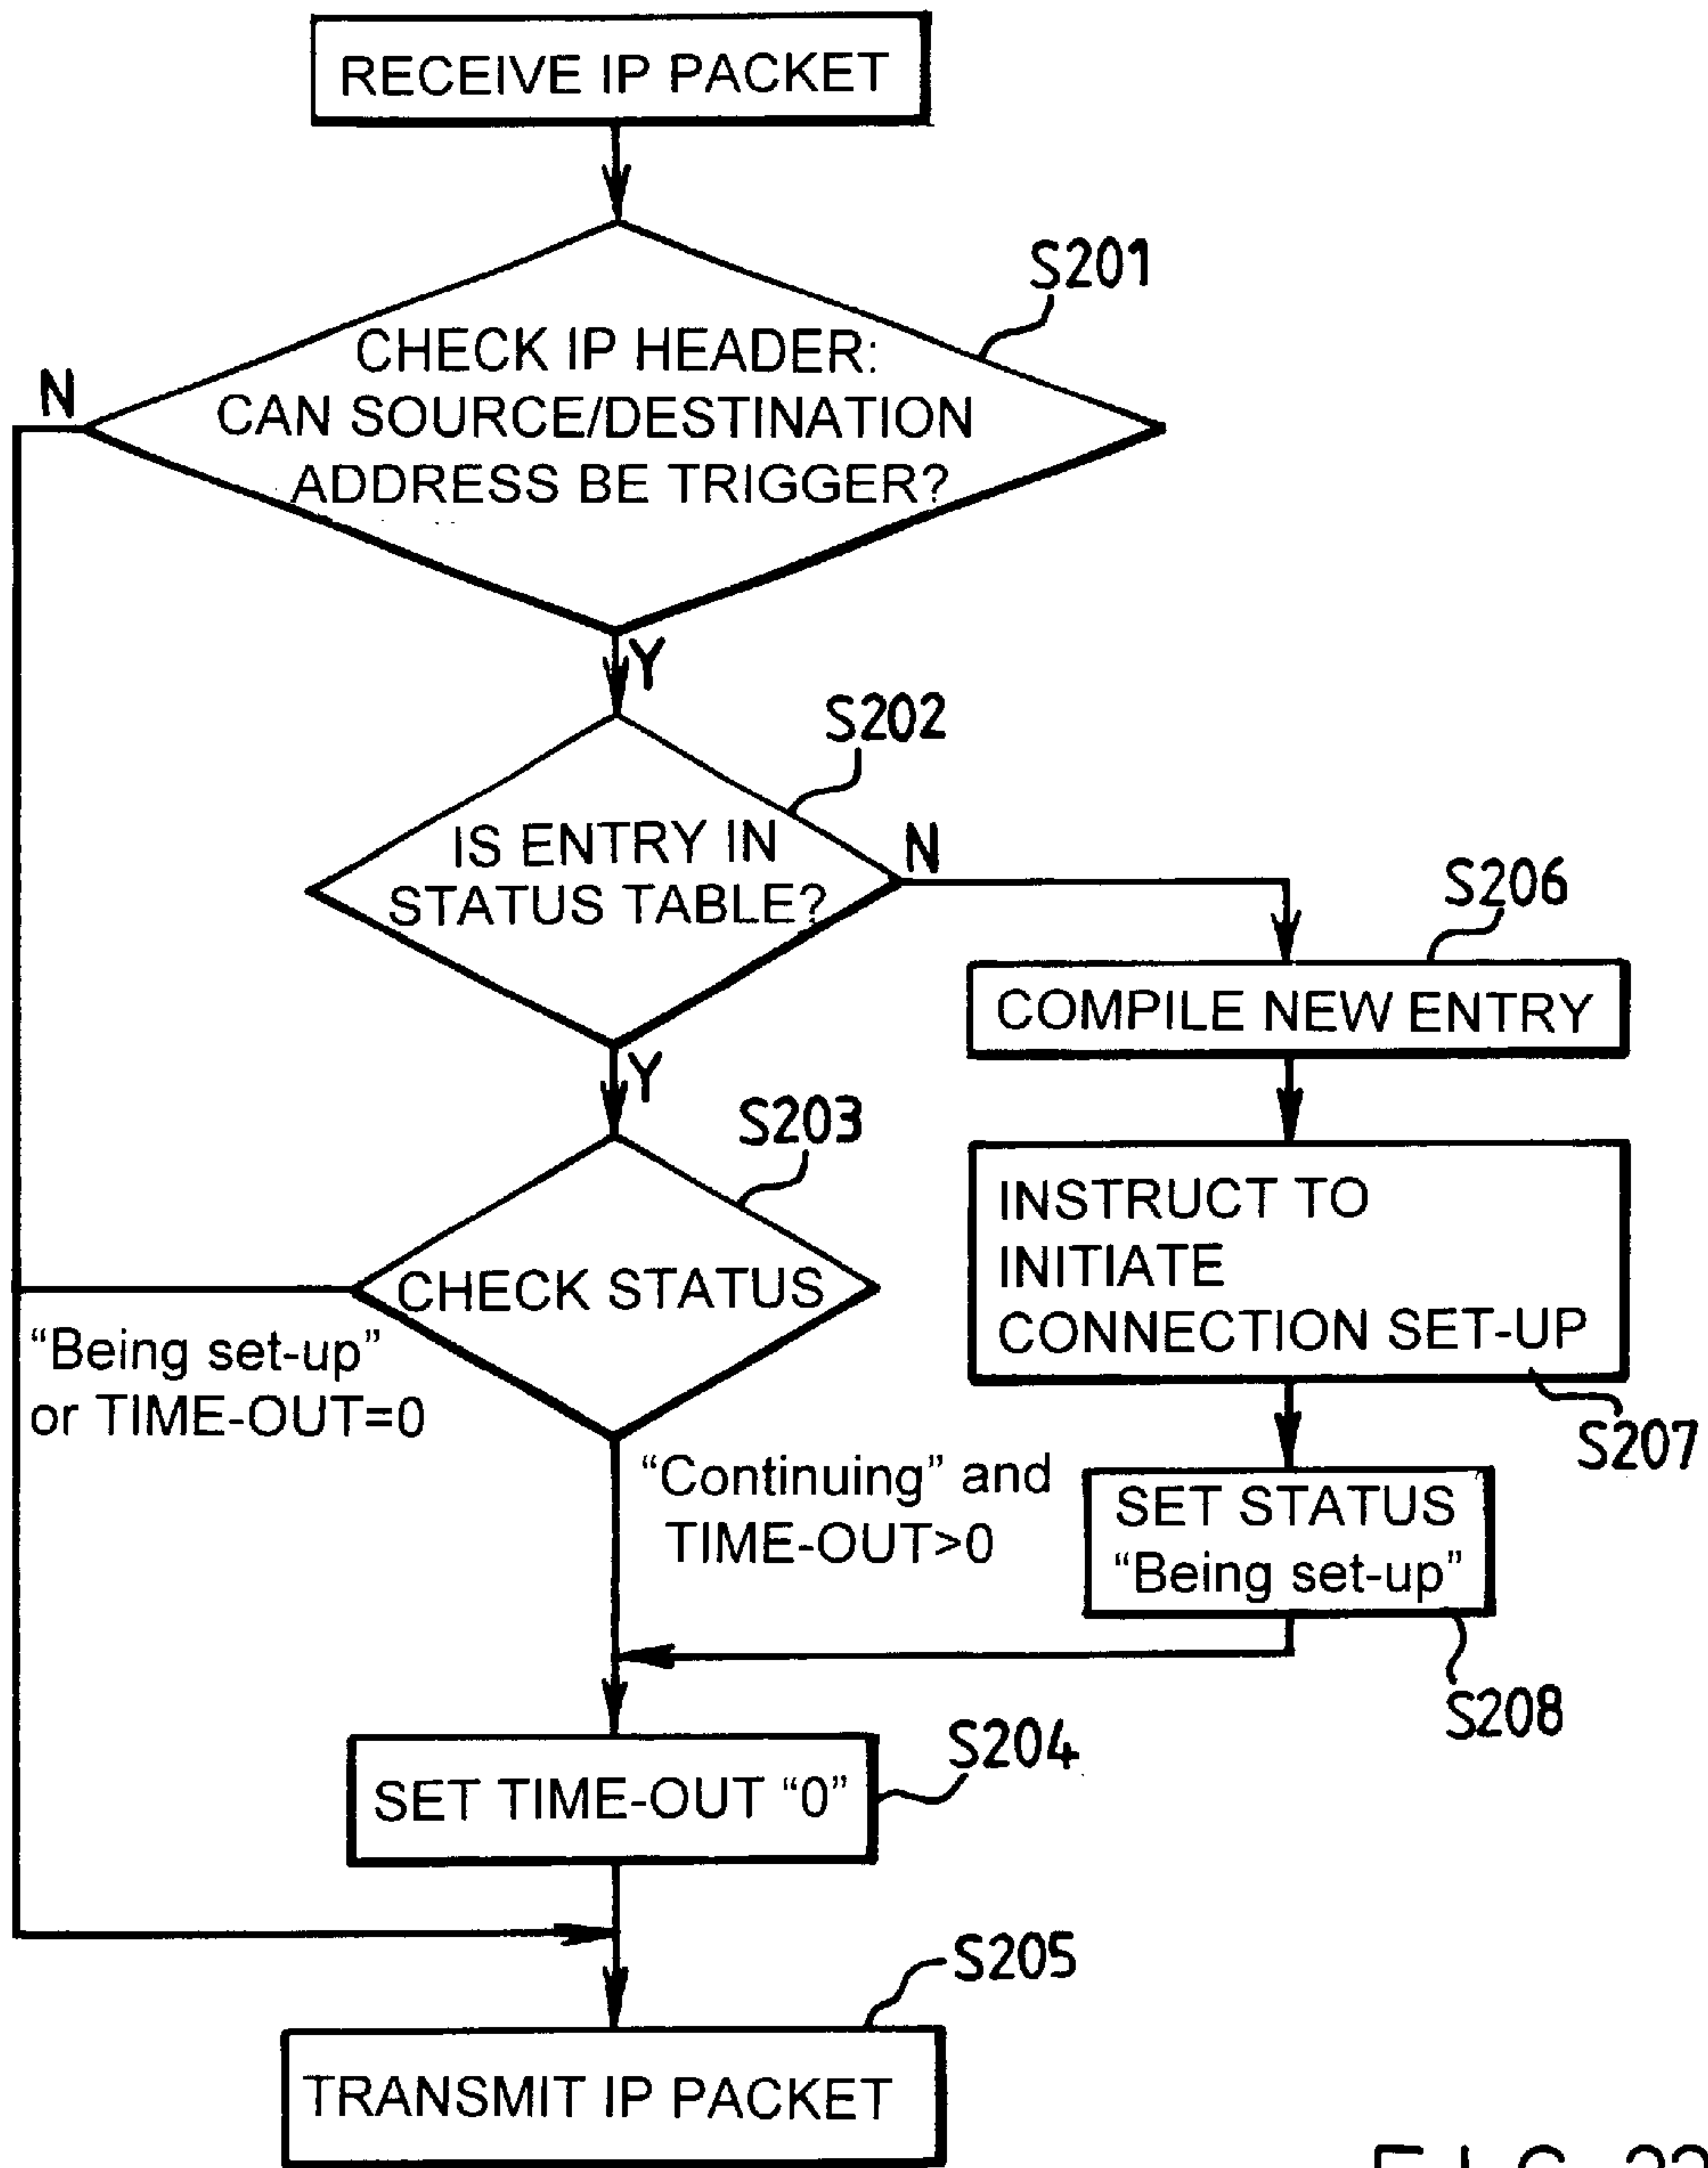 RECEIVE IP PACKET
S201
CHECK IP HEADER:
CAN SOURCE/DESTINATION
ADDRESS BE TRIGGER?
N
Y
S202
IS ENTRY IN
STATUS TABLE?
N
S206
COMPILE NEW ENTRY
Y
S203
CHECK STATUS
INSTRUCT TO
INITIATE
CONNECTION SET-UP
S207
“Being set-up”
or TIME-OUT=0
“Continuing” and
TIME-OUT>0
SET STATUS
“Being set-up”
S208
S204
SET TIME-OUT “0”
S205
TRANSMIT IP PACKET